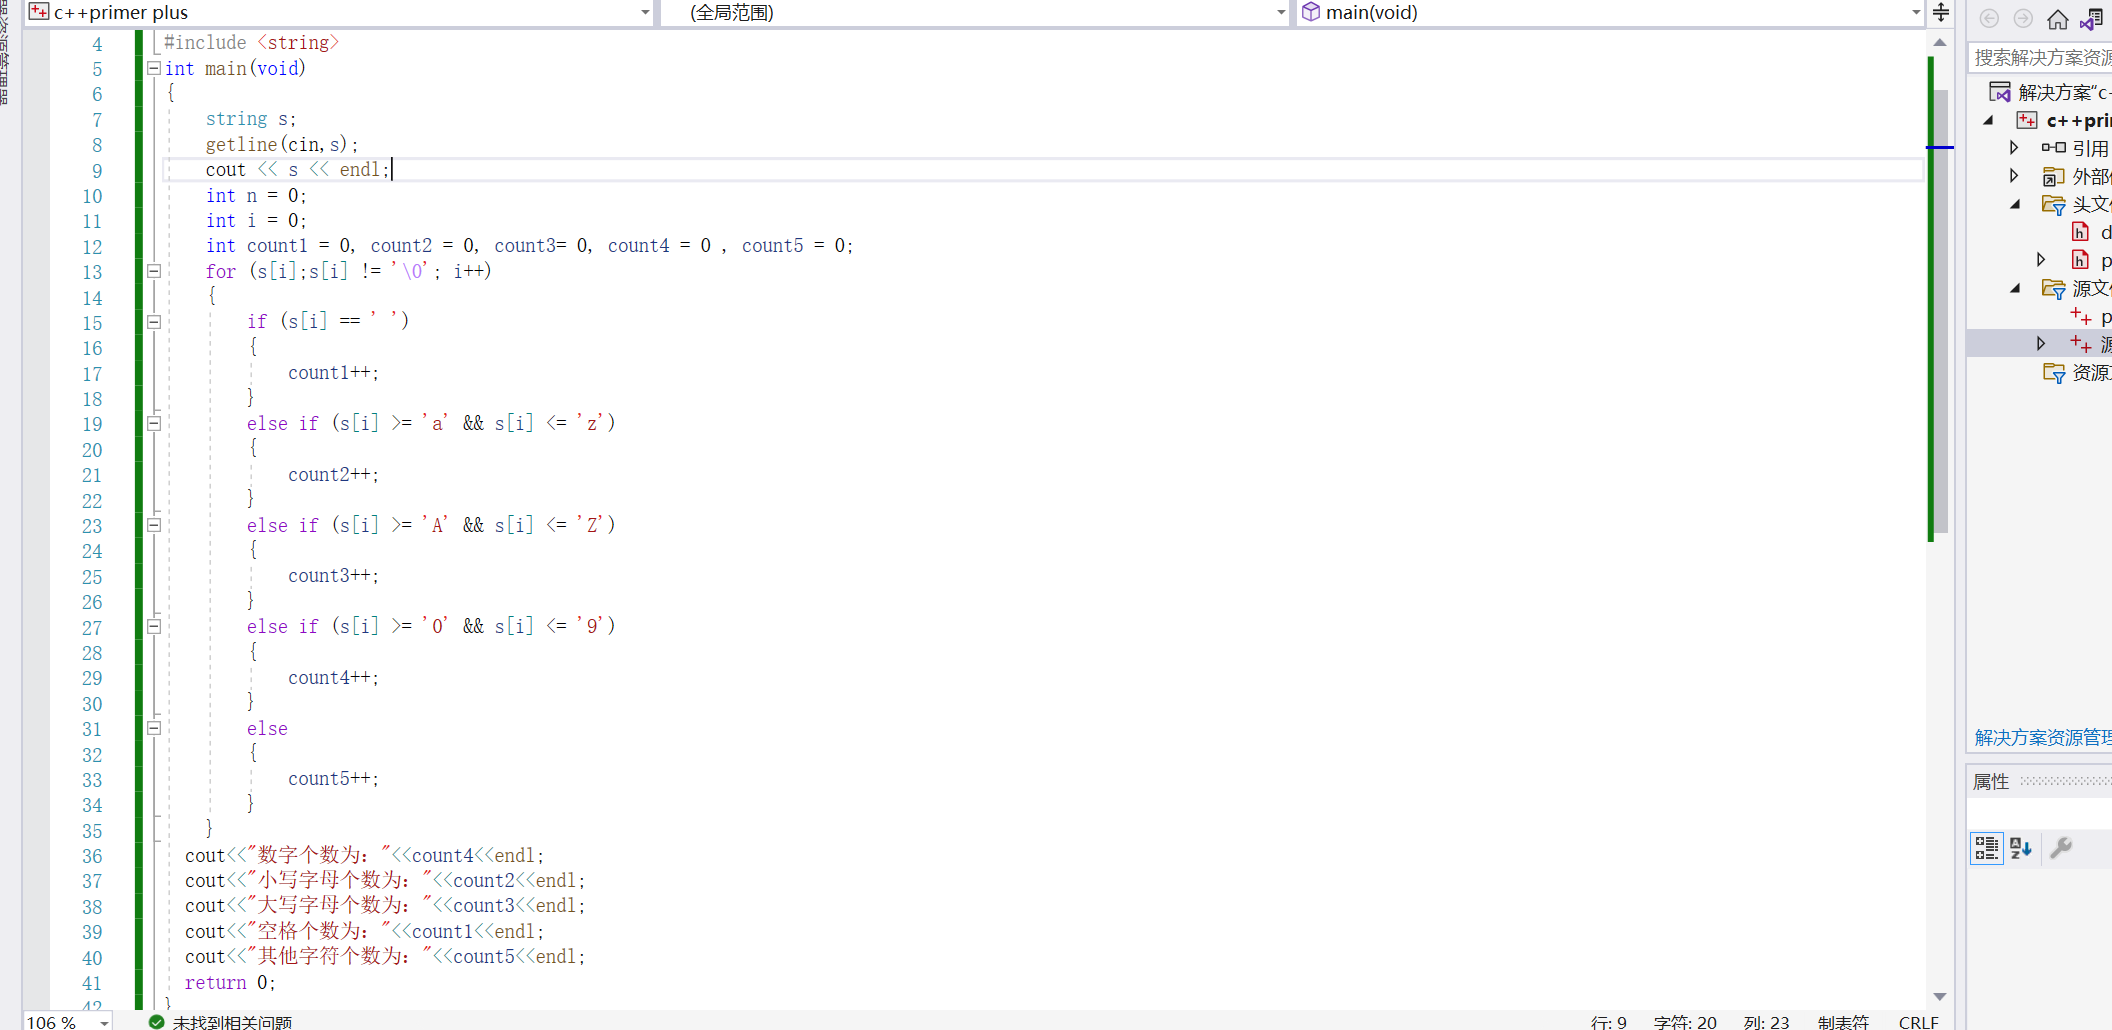 c++primer plus
(全局范围)
main(void)
4 #include <string>
5 int main(void)
6 {
7 string s;
8 getline(cin,s);
9 cout << s << endl;
10 int n = 0;
11 int i = 0;
12 int count1 = 0, count2 = 0, count3= 0, count4 = 0 , count5 = 0;
13 for (s[i];s[i] != '\0'; i++)
14 {
15 if (s[i] == ' ')
16 {
17 count1++;
18 }
19 else if (s[i] >= 'a' && s[i] <= 'z')
20 {
21 count2++;
22 }
23 else if (s[i] >= 'A' && s[i] <= 'Z')
24 {
25 count3++;
26 }
27 else if (s[i] >= '0' && s[i] <= '9')
28 {
29 count4++;
30 }
31 else
32 {
33 count5++;
34 }
35 }
36 cout<<"数字个数为："<<count4<<endl;
37 cout<<"小写字母个数为："<<count2<<endl;
38 cout<<"大写字母个数为："<<count3<<endl;
39 cout<<"空格个数为："<<count1<<endl;
40 cout<<"其他字符个数为："<<count5<<endl;
41 return 0;
42 }
106 %
未找到相关问题
行: 9
字符: 20
列: 23
制表符
CRLF
搜索解决方案资源
解决方案"c
c++pri
引用
外部
头文
d
p
源文
p
源
资源
解决方案资源管理
属性